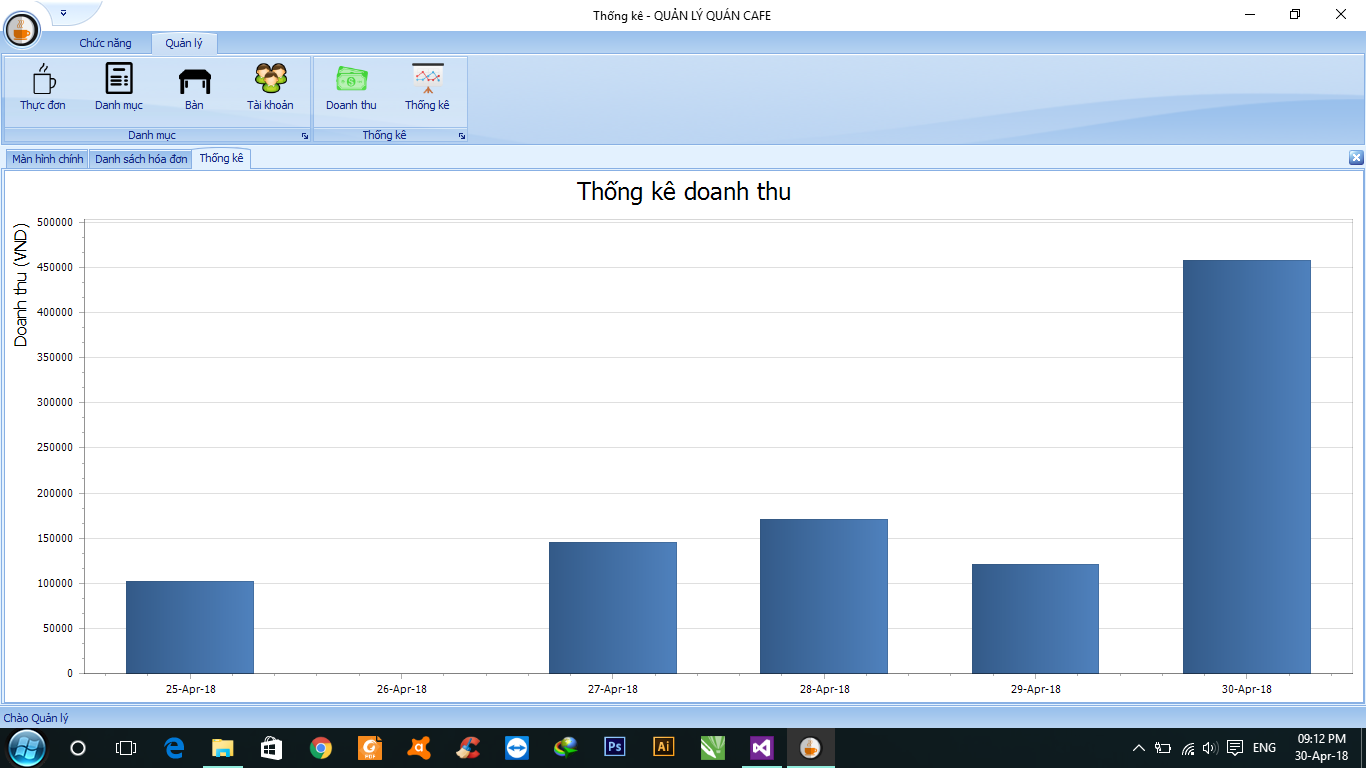 Thống kê - QUẢN LÝ QUÁN CAFE
Chức năng Quản lý
Thực đơn Danh mục Bàn Tài khoản Doanh thu Thống kê
Danh mục Thống kê
Màn hình chính Danh sách hóa đơn Thống kê
Thống kê doanh thu
Doanh thu (VND)
500000
450000
400000
350000
300000
250000
200000
150000
100000
50000
0
25-Apr-18 26-Apr-18 27-Apr-18 28-Apr-18 29-Apr-18 30-Apr-18
Chào Quản lý
PDF
Ps
Ai
ENG
09:12 PM
30-Apr-18